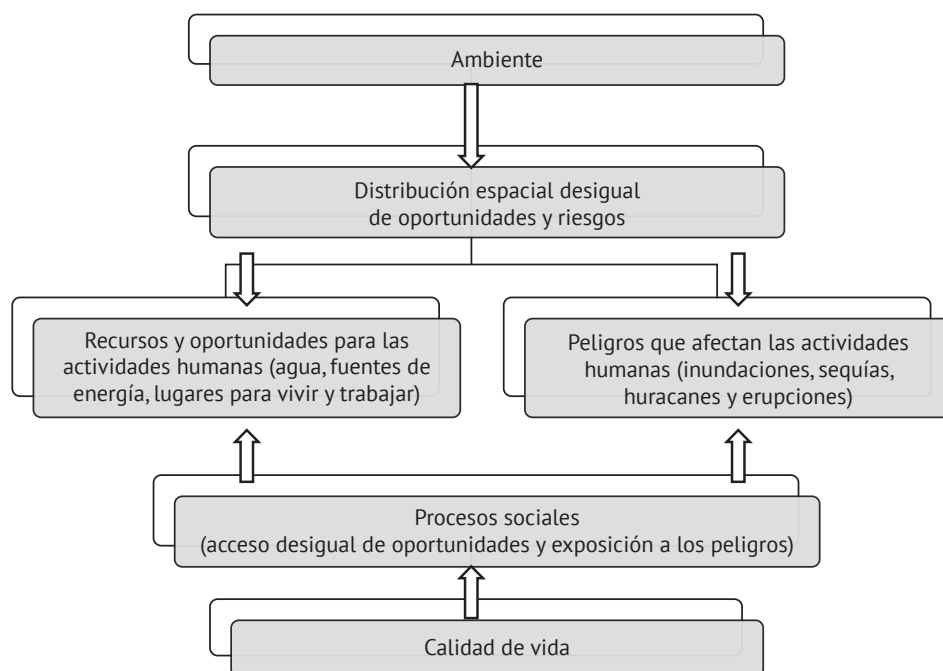 Ambiente
Distribución espacial desigual
de oportunidades y riesgos
Recursos y oportunidades para las
actividades humanas (agua, fuentes de
energía, lugares para vivir y trabajar)
Peligros que afectan las actividades
humanas (inundaciones, sequías,
huracanes y erupciones)
Procesos sociales
(acceso desigual de oportunidades y exposición a los peligros)
Calidad de vida